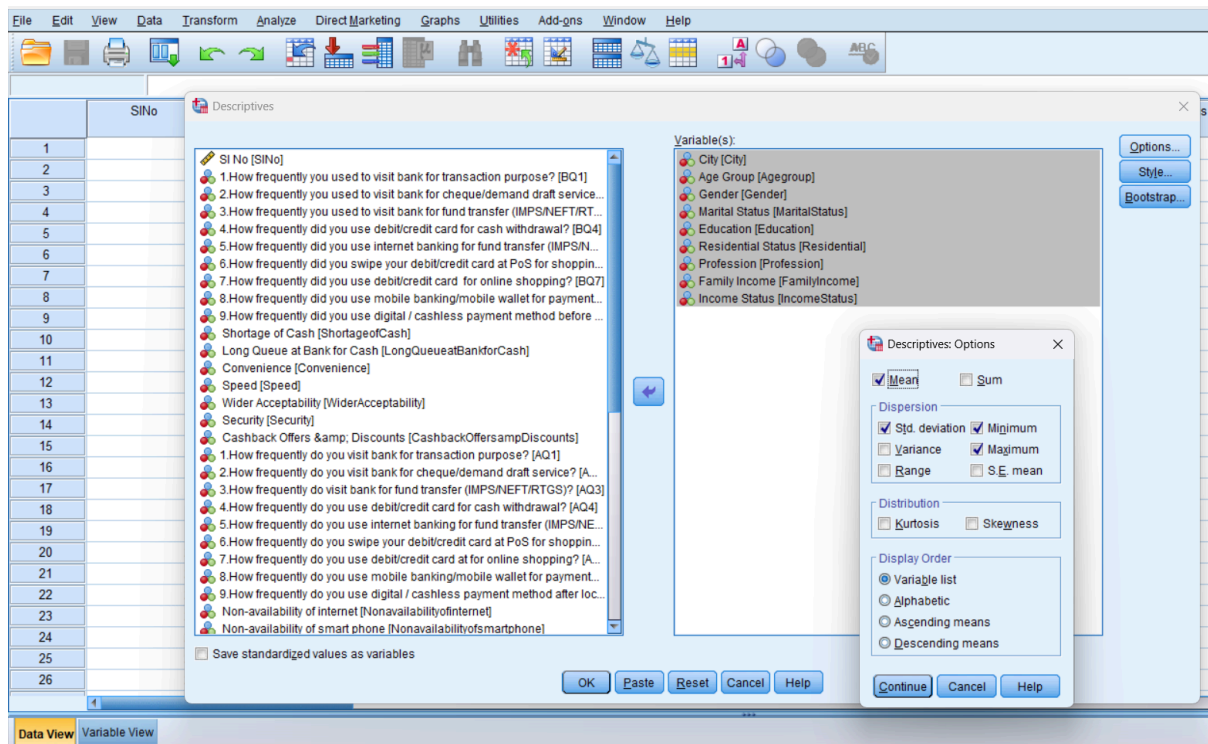 File Edit View Data Transform Analyze Direct Marketing Graphs Utilities Add-ons Window Help
SlNo
Descriptives
1
2
3
4
5
6
7
8
9
10
11
12
13
14
15
16
17
18
19
20
21
22
23
24
25
26
Sl No [SlNo]
1.How frequently you used to visit bank for transaction purpose? [BQ1]
2.How frequently you used to visit bank for cheque/demand draft service...
3.How frequently you used to visit bank for fund transfer (IMPS/NEFT/RT...
4.How frequently did you use debit/credit card for cash withdrawal? [BQ4]
5.How frequently did you use internet banking for fund transfer (IMPS/N...
6.How frequently did you swipe your debit/credit card at PoS for shoppin...
7.How frequently did you use debit/credit card for online shopping? [BQ7]
8.How frequently did you use mobile banking/mobile wallet for payment...
9.How frequently did you use digital / cashless payment method before ...
Shortage of Cash [ShortageofCash]
Long Queue at Bank for Cash [LongQueueatBankforCash]
Convenience [Convenience]
Speed [Speed]
Wider Acceptability [WiderAcceptability]
Security [Security]
Cashback Offers &amp; Discounts [CashbackOffersampDiscounts]
1.How frequently do you visit bank for transaction purpose? [AQ1]
2.How frequently do you visit bank for cheque/demand draft service? [A...
3.How frequently do visit bank for fund transfer (IMPS/NEFT/RTGS)? [AQ3]
4.How frequently do you use debit/credit card for cash withdrawal? [AQ4]
5.How frequently do you use internet banking for fund transfer (IMPS/NE...
6.How frequently do you swipe your debit/credit card at PoS for shoppin...
7.How frequently do you use debit/credit card at for online shopping? [A...
8.How frequently do you use mobile banking/mobile wallet for payment...
9.How frequently do you use digital / cashless payment method after loc...
Non-availability of internet [Nonavailabilityofinternet]
Non-availability of smart phone [Nonavailabilityofsmartphone]
Save standardized values as variables
Variable(s):
City [City]
Age Group [Agegroup]
Gender [Gender]
Marital Status [MaritalStatus]
Education [Education]
Residential Status [Residential]
Profession [Profession]
Family Income [FamilyIncome]
Income Status [IncomeStatus]
Options...
Style...
Bootstrap...
OK Paste Reset Cancel Help
Descriptives: Options
Mean Sum
Dispersion
Std. deviation Minimum
Variance Maximum
Range S.E. mean
Distribution
Kurtosis Skewness
Display Order
Variable list
Alphabetic
Ascending means
Descending means
Continue Cancel Help
Data View Variable View